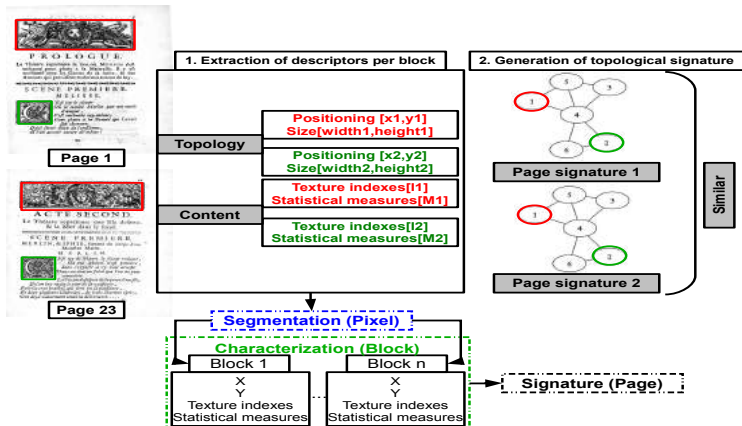 1. Extraction of descriptors per block
2. Generation of topological signature
PROLOGUE.
SCENE PREMIERE.
MELISSE.
Page 1
ACTE SECOND.
SCENE PREMIERE.
Page 23
Topology
Positioning [x1,y1]
Size[width1,height1]
Positioning [x2,y2]
Size[width2,height2]
Content
Texture indexes[I1]
Statistical measures[M1]
Texture indexes[I2]
Statistical measures[M2]
5
3
1
4
6
2
Page signature 1
5
3
1
4
6
2
Page signature 2
Similar
Segmentation (Pixel)
Characterization (Block)
Block 1
X
Y
Texture indexes
Statistical measures
...
Block n
X
Y
Texture indexes
Statistical measures
Signature (Page)